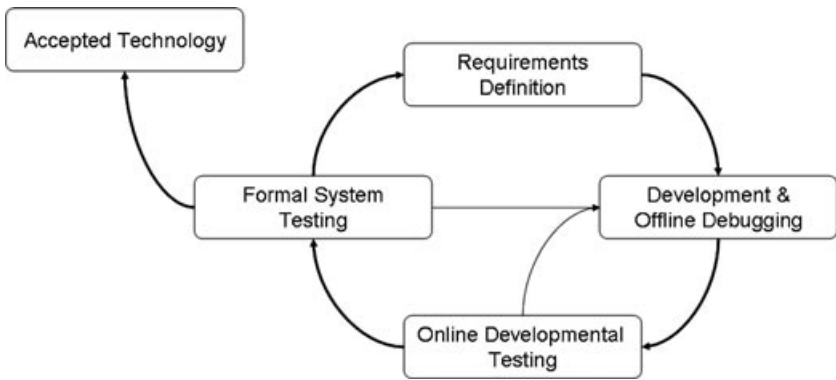 Accepted Technology
Requirements
Definition
Formal System
Testing
Development &
Offline Debugging
Online Developmental
Testing